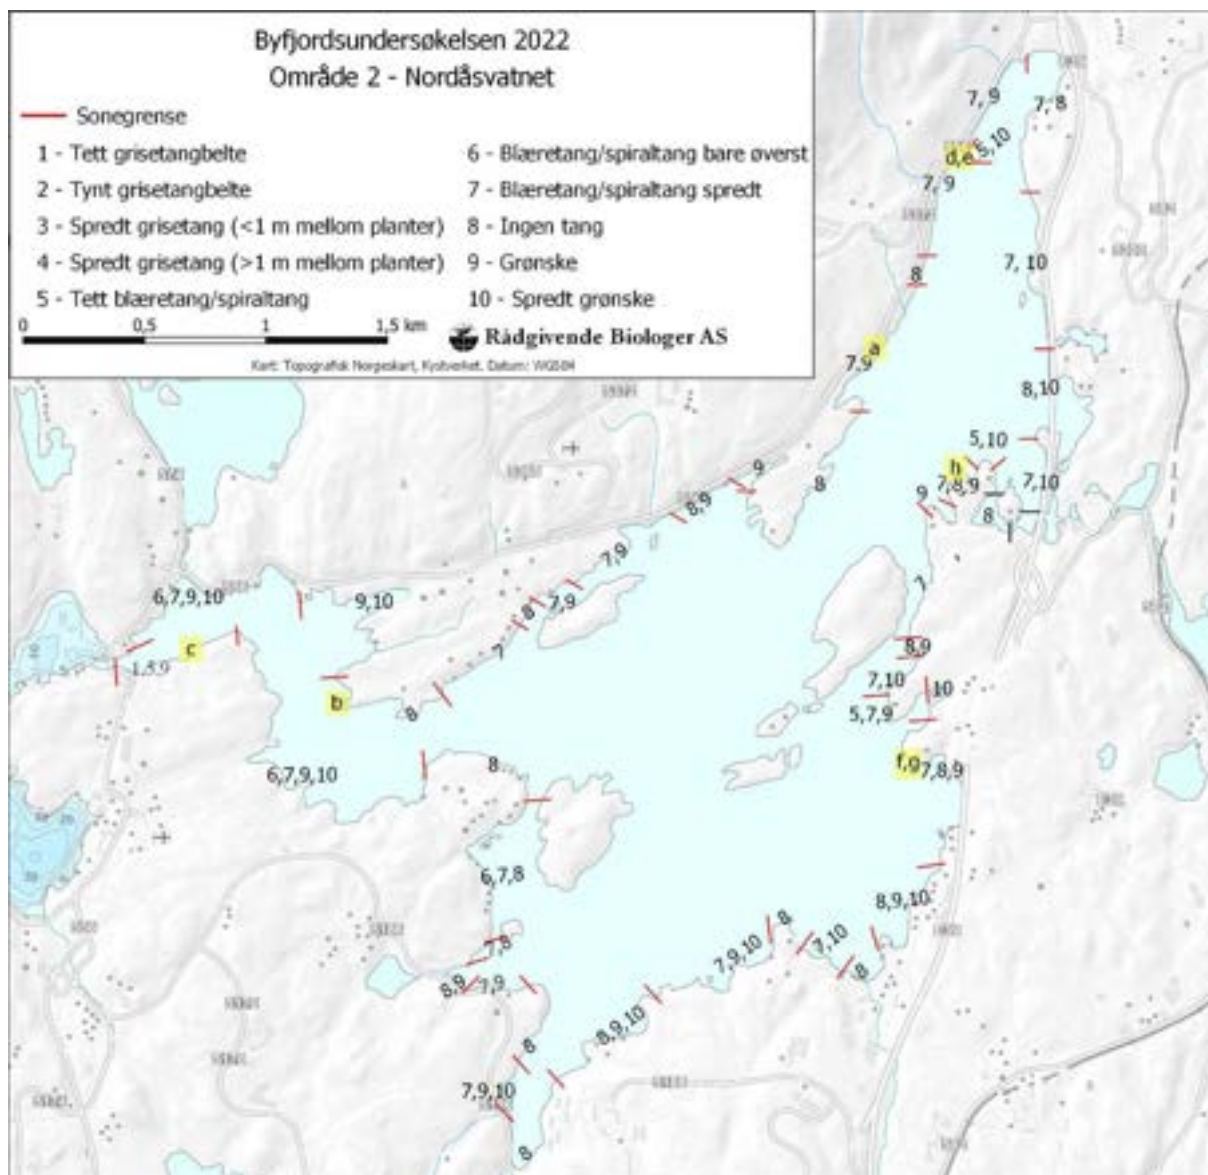 Byfjordsundersøkelsen 2022
Område 2 - Nordåsvatnet
Sonegrense
1 - Tett grisetangbelte
2 - Tynt grisetangbelte
3 - Spredt grisetang (<1 m mellom planter)
4 - Spredt grisetang (>1 m mellom planter)
5 - Tett blæretang/spiraltang
6 - Blæretang/spiraltang bare øverst
7 - Blæretang/spiraltang spredt
8 - Ingen tang
9 - Grønske
10 - Spredt grønske
0 0,5 1 1,5 km
Rådgivende Biologer AS
Kart: Topografisk Norgeskart, Kystverket. Datum: WGS84
7, 9
7, 8
5,10
d,e
7, 9
7, 10
8
a
7,9
8,10
5,10
h
7,8,9
7,10
9
8
9
8
8,9
7,9
7
6,7,9,10
9,10
8
7,9
c
1,5,9
7
8,9
7,10
10
b
8
5,7,9
f,g
7,8,9
6,7,9,10
8
6,7,8
8,9,10
8
7,9,10
7,10
8
7,8
8,9
7,9
8,9,10
8
7,9,10
8